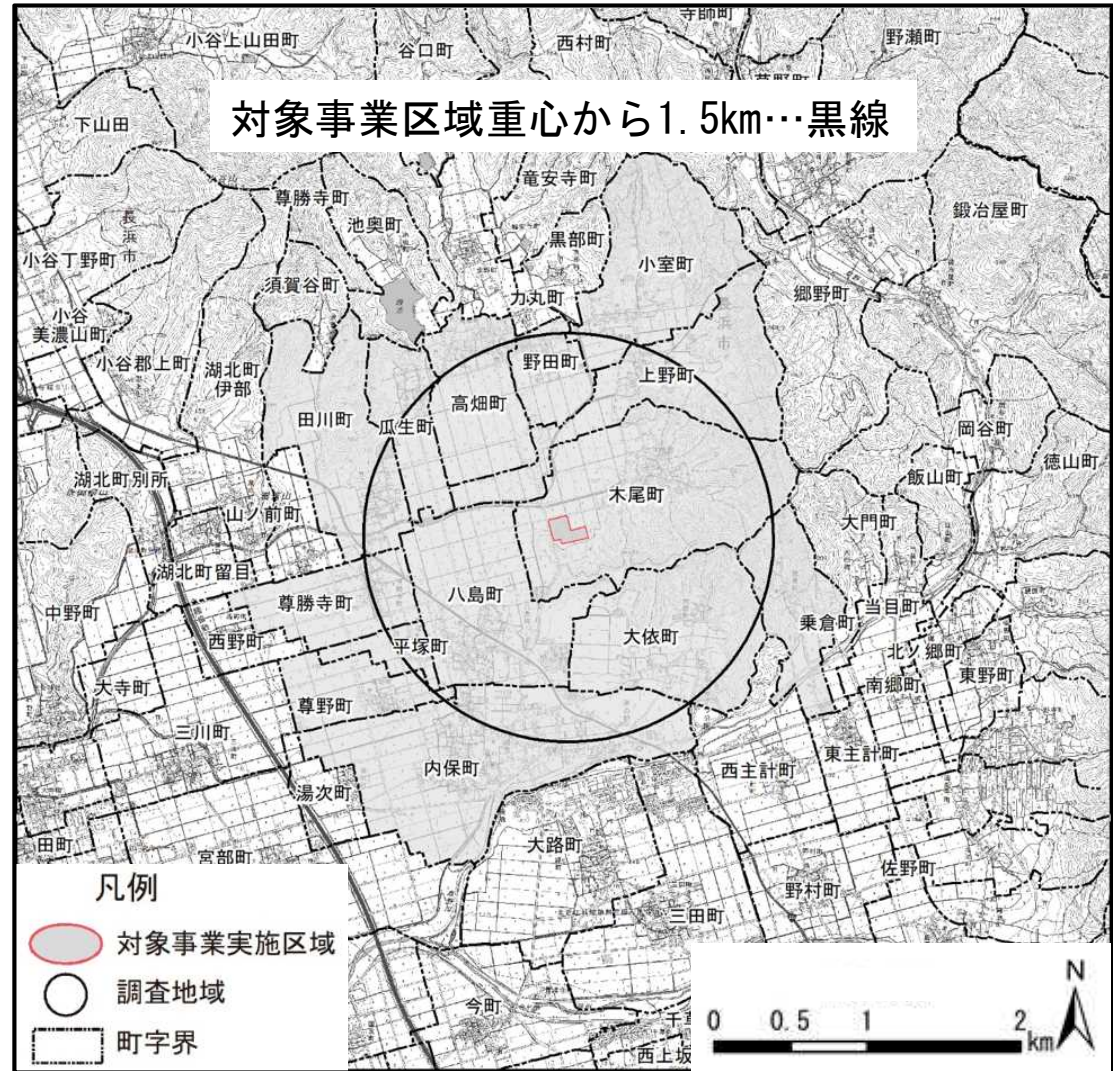 小谷上山田町
谷口町
西村町
寺師町
野瀬町
下山田
対象事業区域重心から1.5km…黒線
竜安寺町
尊勝寺町
池奥町
黒部町
鍛冶屋町
長浜市
小谷丁野町
須賀谷町
小室町
郷野町
力丸町
小谷
美濃山町
小谷郡上町
湖北町
伊部
田川町
瓜生町
高畑町
野田町
上野町
岡谷町
徳山町
飯山町
湖北町別所
山ノ前町
木尾町
大門町
湖北町留目
中野町
尊勝寺町
八島町
大依町
当目町
乗倉町
西野町
平塚町
北ノ郷町
東野町
大寺町
尊野町
南郷町
三川町
東主計町
内保町
西主計町
湯次町
田町
宮部町
大路町
佐野町
野村町
三田町
今町
西上坂
凡例
対象事業実施区域
調査地域
町字界
N
0 0.5 1 2
km